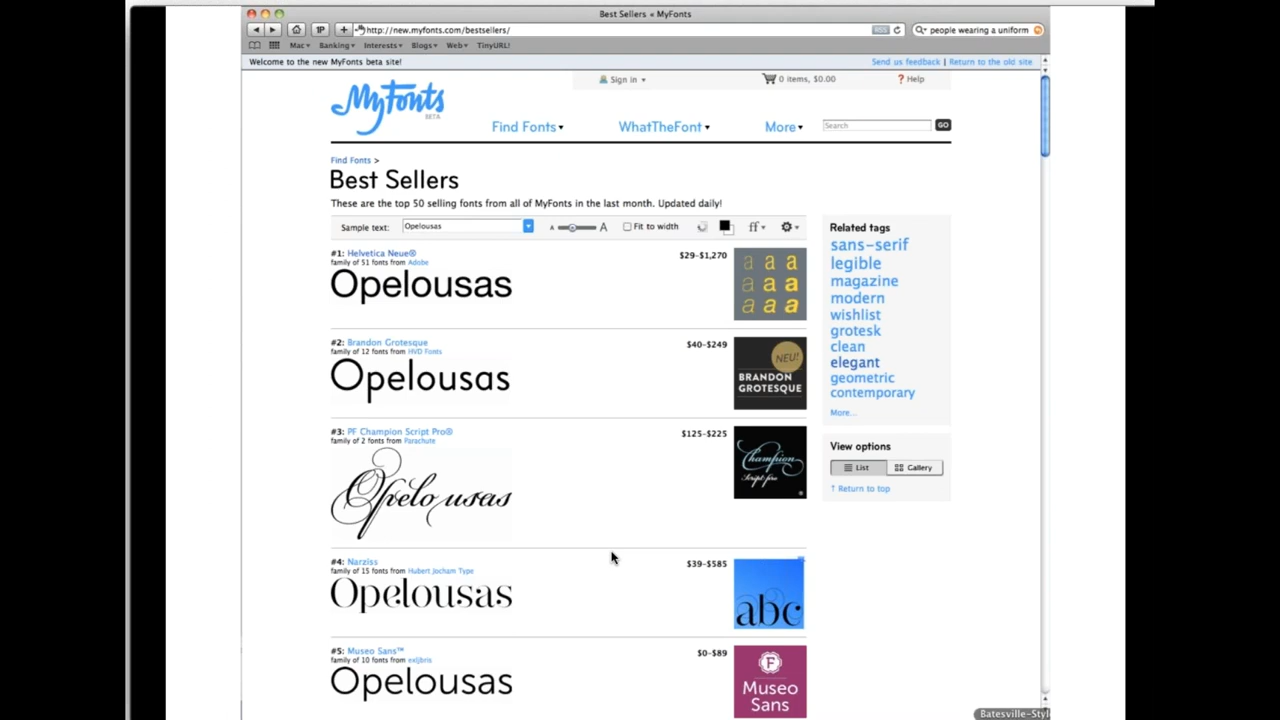 Best Sellers « MyFonts
1P
http://new.myfonts.com/bestsellers/
RSS
people wearing a uniform
Mac▾ Banking▾ Interests▾ Blogs▾ Web▾ TinyURL!
Welcome to the new MyFonts beta site!
Send us feedback | Return to the old site
Sign in ▾
0 items, $0.00
? Help
MyFonts
BETA
Find Fonts▾
WhatTheFont▾
More▾
Search
GO
Find Fonts >
Best Sellers
These are the top 50 selling fonts from all of MyFonts in the last month. Updated daily!
Sample text:
Opelousas
A A
Fit to width
ff▾
#1: Helvetica Neue®
family of 51 fonts from Adobe
Opelousas
$29–$1,270
a a a
a a a
a a a
#2: Brandon Grotesque
family of 12 fonts from HVD Fonts
Opelousas
$40–$249
NEU!
BRANDON
GROTESQUE
#3: PF Champion Script Pro®
family of 2 fonts from Parachute
Opelousas
$125–$225
Champion
Script pro
#4: Narziss
family of 15 fonts from Hubert Jocham Type
Opelousas
$39–$585
abc
#5: Museo Sans™
family of 10 fonts from exljbris
Opelousas
$0–$89
F
Museo
Sans
Related tags
sans-serif
legible
magazine
modern
wishlist
grotesk
clean
elegant
geometric
contemporary
More...
View options
List
Gallery
↑ Return to top
Batesville-Styl